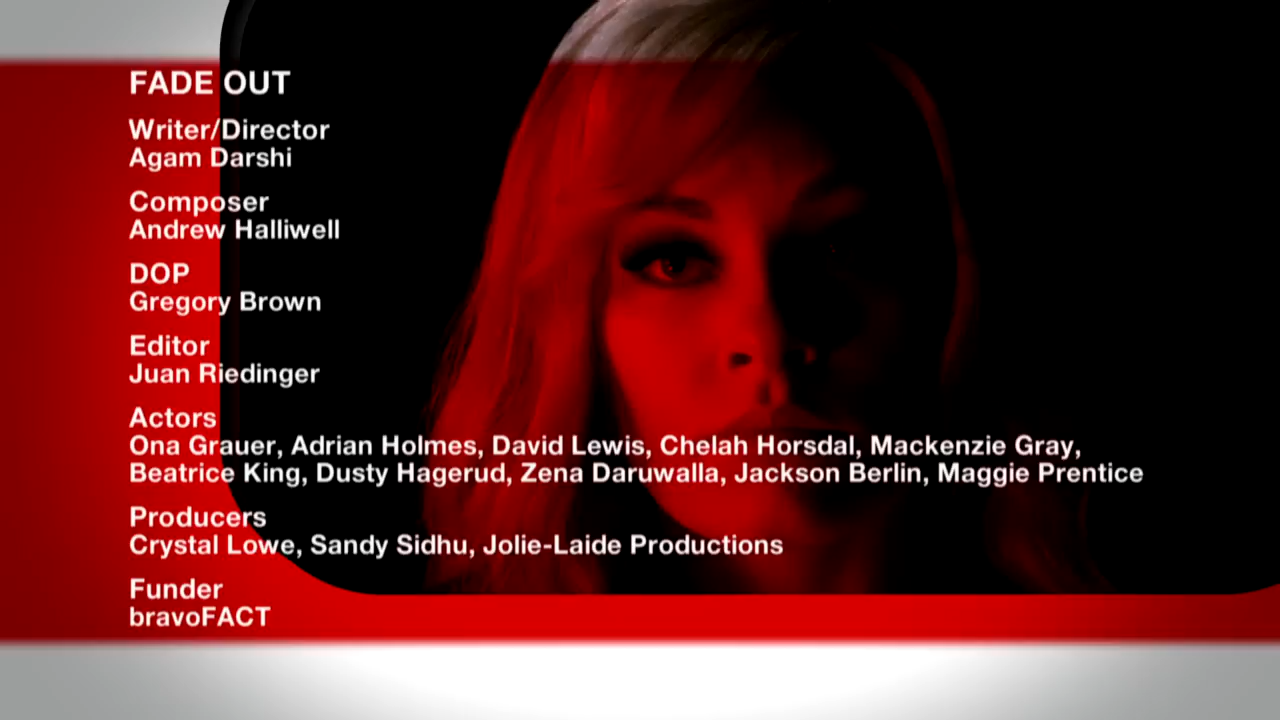 FADE OUT
Writer/Director
Agam Darshi
Composer
Andrew Halliwell
DOP
Gregory Brown
Editor
Juan Riedinger
Actors
Ona Grauer, Adrian Holmes, David Lewis, Chelah Horsdal, Mackenzie Gray,
Beatrice King, Dusty Hagerud, Zena Daruwalla, Jackson Berlin, Maggie Prentice
Producers
Crystal Lowe, Sandy Sidhu, Jolie-Laide Productions
Funder
bravoFACT